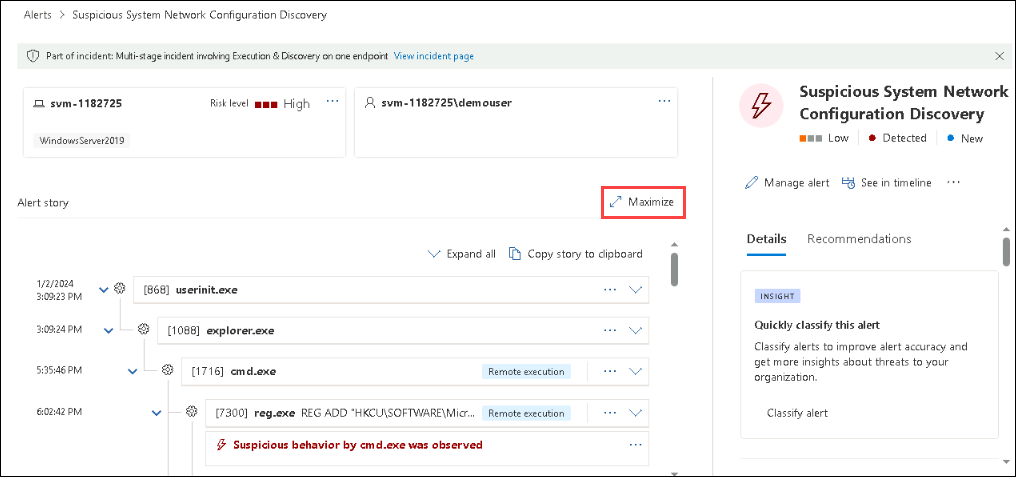 Alerts > Suspicious System Network Configuration Discovery
Part of incident: Multi-stage incident involving Execution & Discovery on one endpoint View incident page
svm-1182725 Risk level High ...
WindowsServer2019
svm-1182725\demouser ...
Suspicious System Network
Configuration Discovery
Low Detected New
Manage alert See in timeline ...
Alert story Maximize
Expand all Copy story to clipboard
1/2/2024
3:09:23 PM [868] userinit.exe ...
3:09:24 PM [1088] explorer.exe ...
5:35:46 PM [1716] cmd.exe Remote execution ...
6:02:42 PM [7300] reg.exe REG ADD "HKCU\SOFTWARE\Micr... Remote execution ...
Suspicious behavior by cmd.exe was observed ...
Details Recommendations
INSIGHT
Quickly classify this alert
Classify alerts to improve alert accuracy and
get more insights about threats to your
organization.
Classify alert